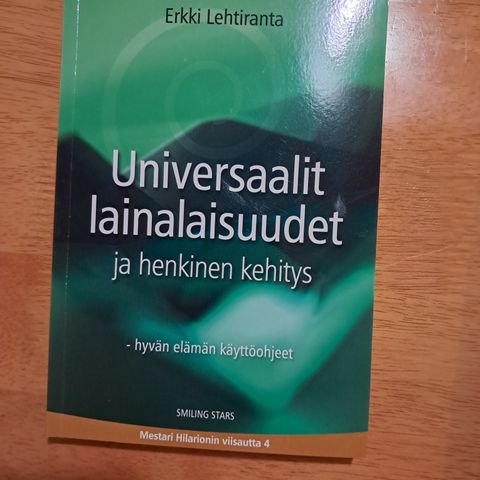 Erkki Lehtiranta
Universaalit
lainalaisuudet
ja henkinen kehitys
- hyvän elämän käyttöohjeet
SMILING STARS
Mestari Hilarionin viisautta 4